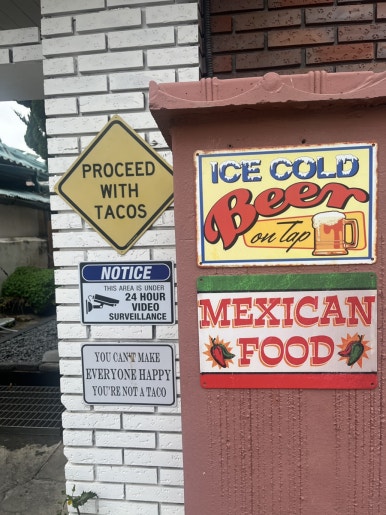 PROCEED
WITH
TACOS
NOTICE
THIS AREA IS UNDER
24 HOUR
VIDEO
SURVEILLANCE
YOU CAN'T MAKE
EVERYONE HAPPY
YOU'RE NOT A TACO
ICE COLD
Beer
on Tap
MEXICAN
FOOD